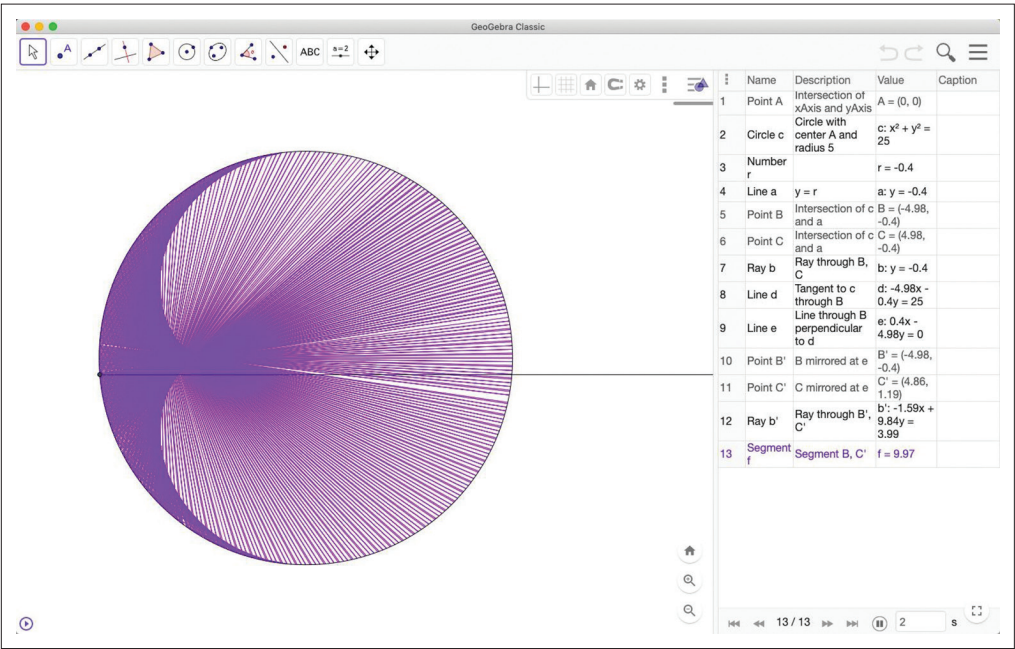 GeoGebra Classic
A
a=2
ABC
Name Description Value Caption
1 Point A Intersection of xAxis and yAxis A = (0, 0)
2 Circle c Circle with center A and radius 5 c: x² + y² = 25
3 Number r r = -0.4
4 Line a y = r a: y = -0.4
5 Point B Intersection of c and a B = (-4.98, -0.4)
6 Point C Intersection of c and a C = (4.98, -0.4)
7 Ray b Ray through B, C b: y = -0.4
8 Line d Tangent to c through B d: -4.98x - 0.4y = 25
9 Line e Line through B perpendicular to d e: 0.4x - 4.98y = 0
10 Point B' B mirrored at e B' = (-4.98, -0.4)
11 Point C' C mirrored at e C' = (4.86, 1.19)
12 Ray b' Ray through B', C' b': -1.59x + 9.84y = 3.99
13 Segment f Segment B, C' f = 9.97
13 / 13
2 s